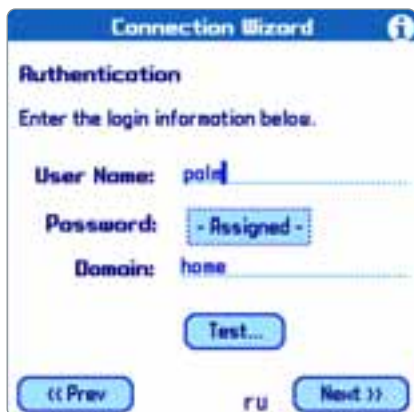 Connection Wizard
Authentication
Enter the login information below.
User Name: palm
Password: - Assigned -
Domain: home
Test...
<< Prev
ru
Next >>